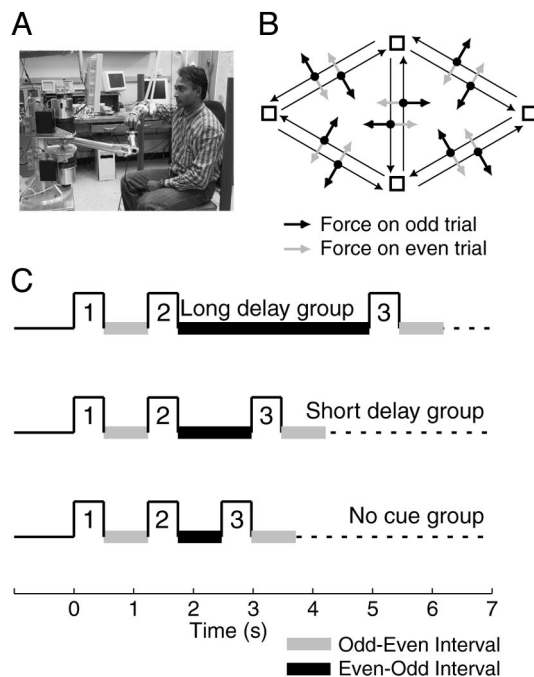 A
B
Force on odd trial
Force on even trial
C
1 2 Long delay group 3
1 2 3 Short delay group
1 2 3 No cue group
0 1 2 3 4 5 6 7
Time (s)
Odd-Even Interval
Even-Odd Interval